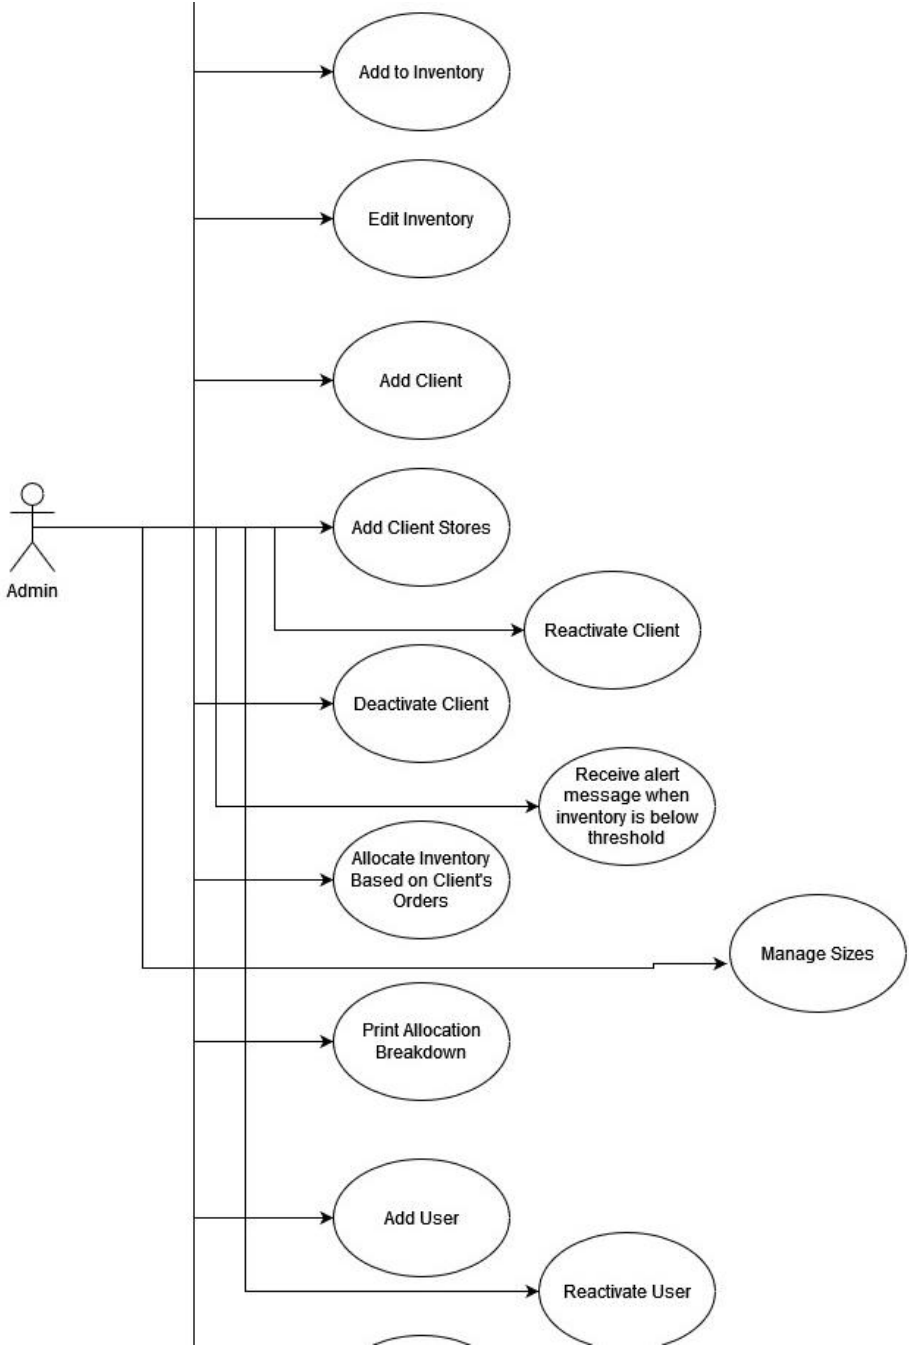 Add to Inventory
Edit Inventory
Add Client
Add Client Stores
Admin
Reactivate Client
Deactivate Client
Receive alert
message when
inventory is below
threshold
Allocate Inventory
Based on Client's
Orders
Manage Sizes
Print Allocation
Breakdown
Add User
Reactivate User